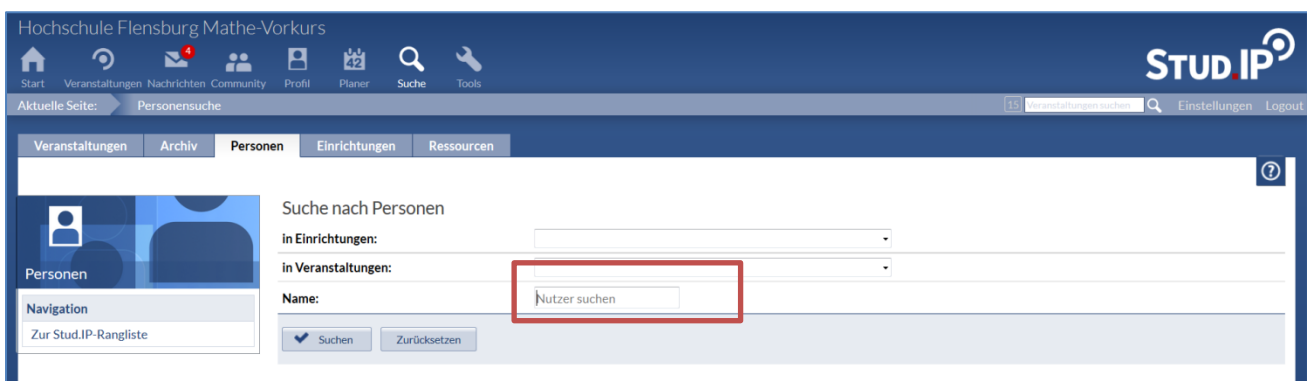 Hochschule Flensburg Mathe-Vorkurs
4
42
Start Veranstaltungen Nachrichten Community Profil Planer Suche Tools
STUD.IP
Aktuelle Seite: Personensuche 15 Veranstaltungen suchen Einstellungen Logout
Veranstaltungen Archiv Personen Einrichtungen Ressourcen
?
Suche nach Personen
in Einrichtungen:
in Veranstaltungen:
Personen
Name: Nutzer suchen
Navigation
Zur Stud.IP-Rangliste
Suchen Zurücksetzen